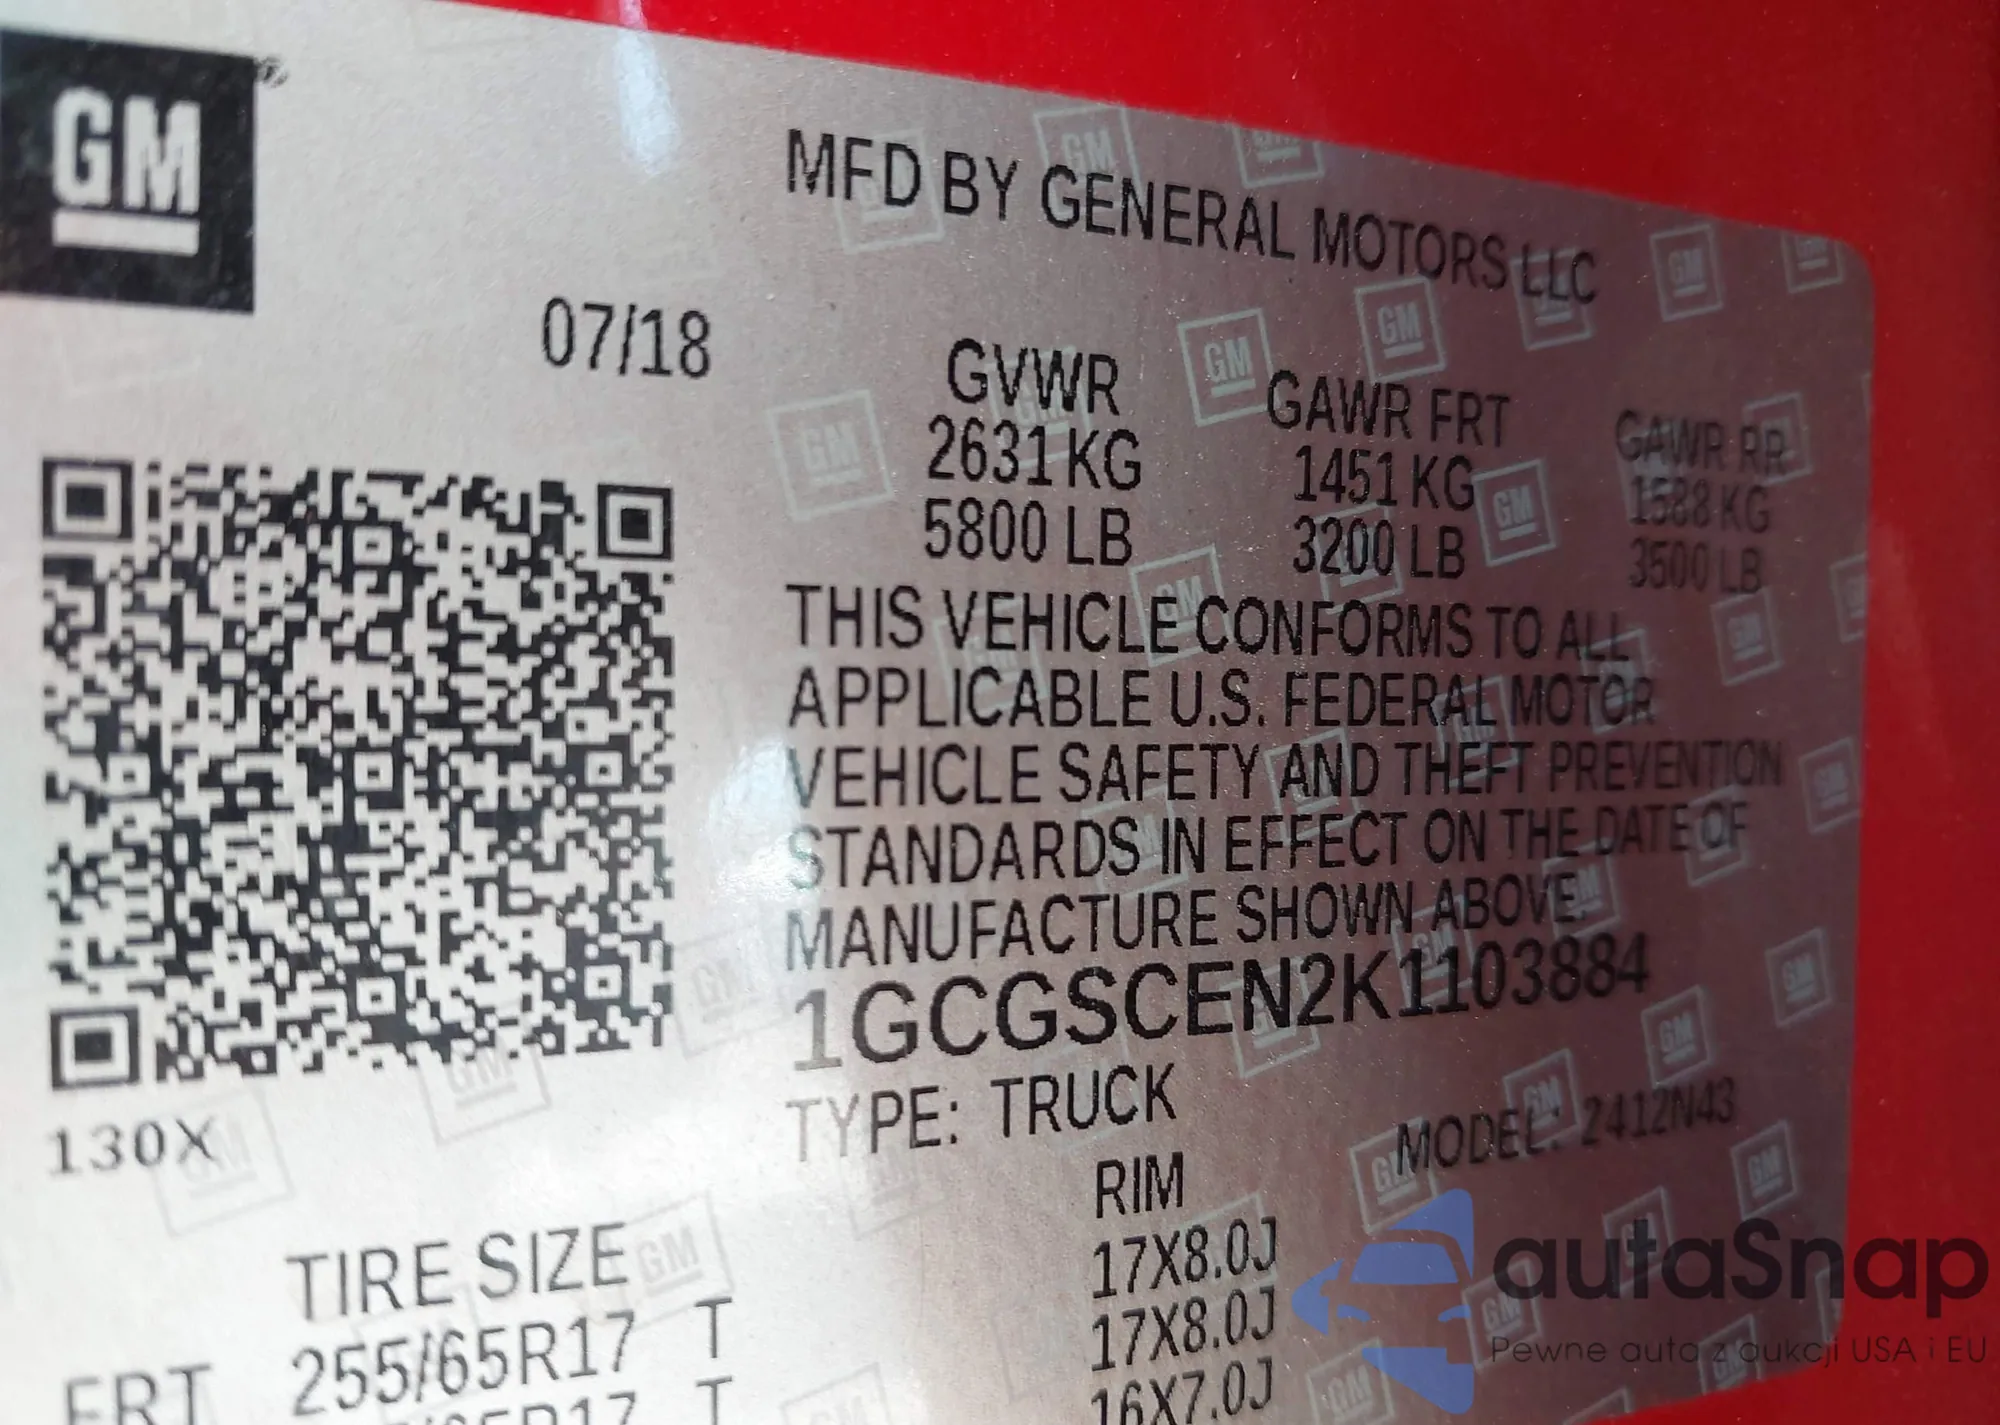 GM
MFD BY GENERAL MOTORS LLC
07/18
GVWR GAWR FRT GAWR RR
2631 KG 1451 KG 1588 KG
5800 LB 3200 LB 3500 LB
THIS VEHICLE CONFORMS TO ALL
APPLICABLE U.S. FEDERAL MOTOR
VEHICLE SAFETY AND THEFT PREVENTION
STANDARDS IN EFFECT ON THE DATE OF
MANUFACTURE SHOWN ABOVE.
1GCGSCEN2K1103884
130X
TYPE: TRUCK MODEL: 2412N43
TIRE SIZE RIM
FRT 255/65R17 T 17X8.0J
17X8.0J
16X7.0J
autaSnap
Pewne auta z aukcji USA i EU